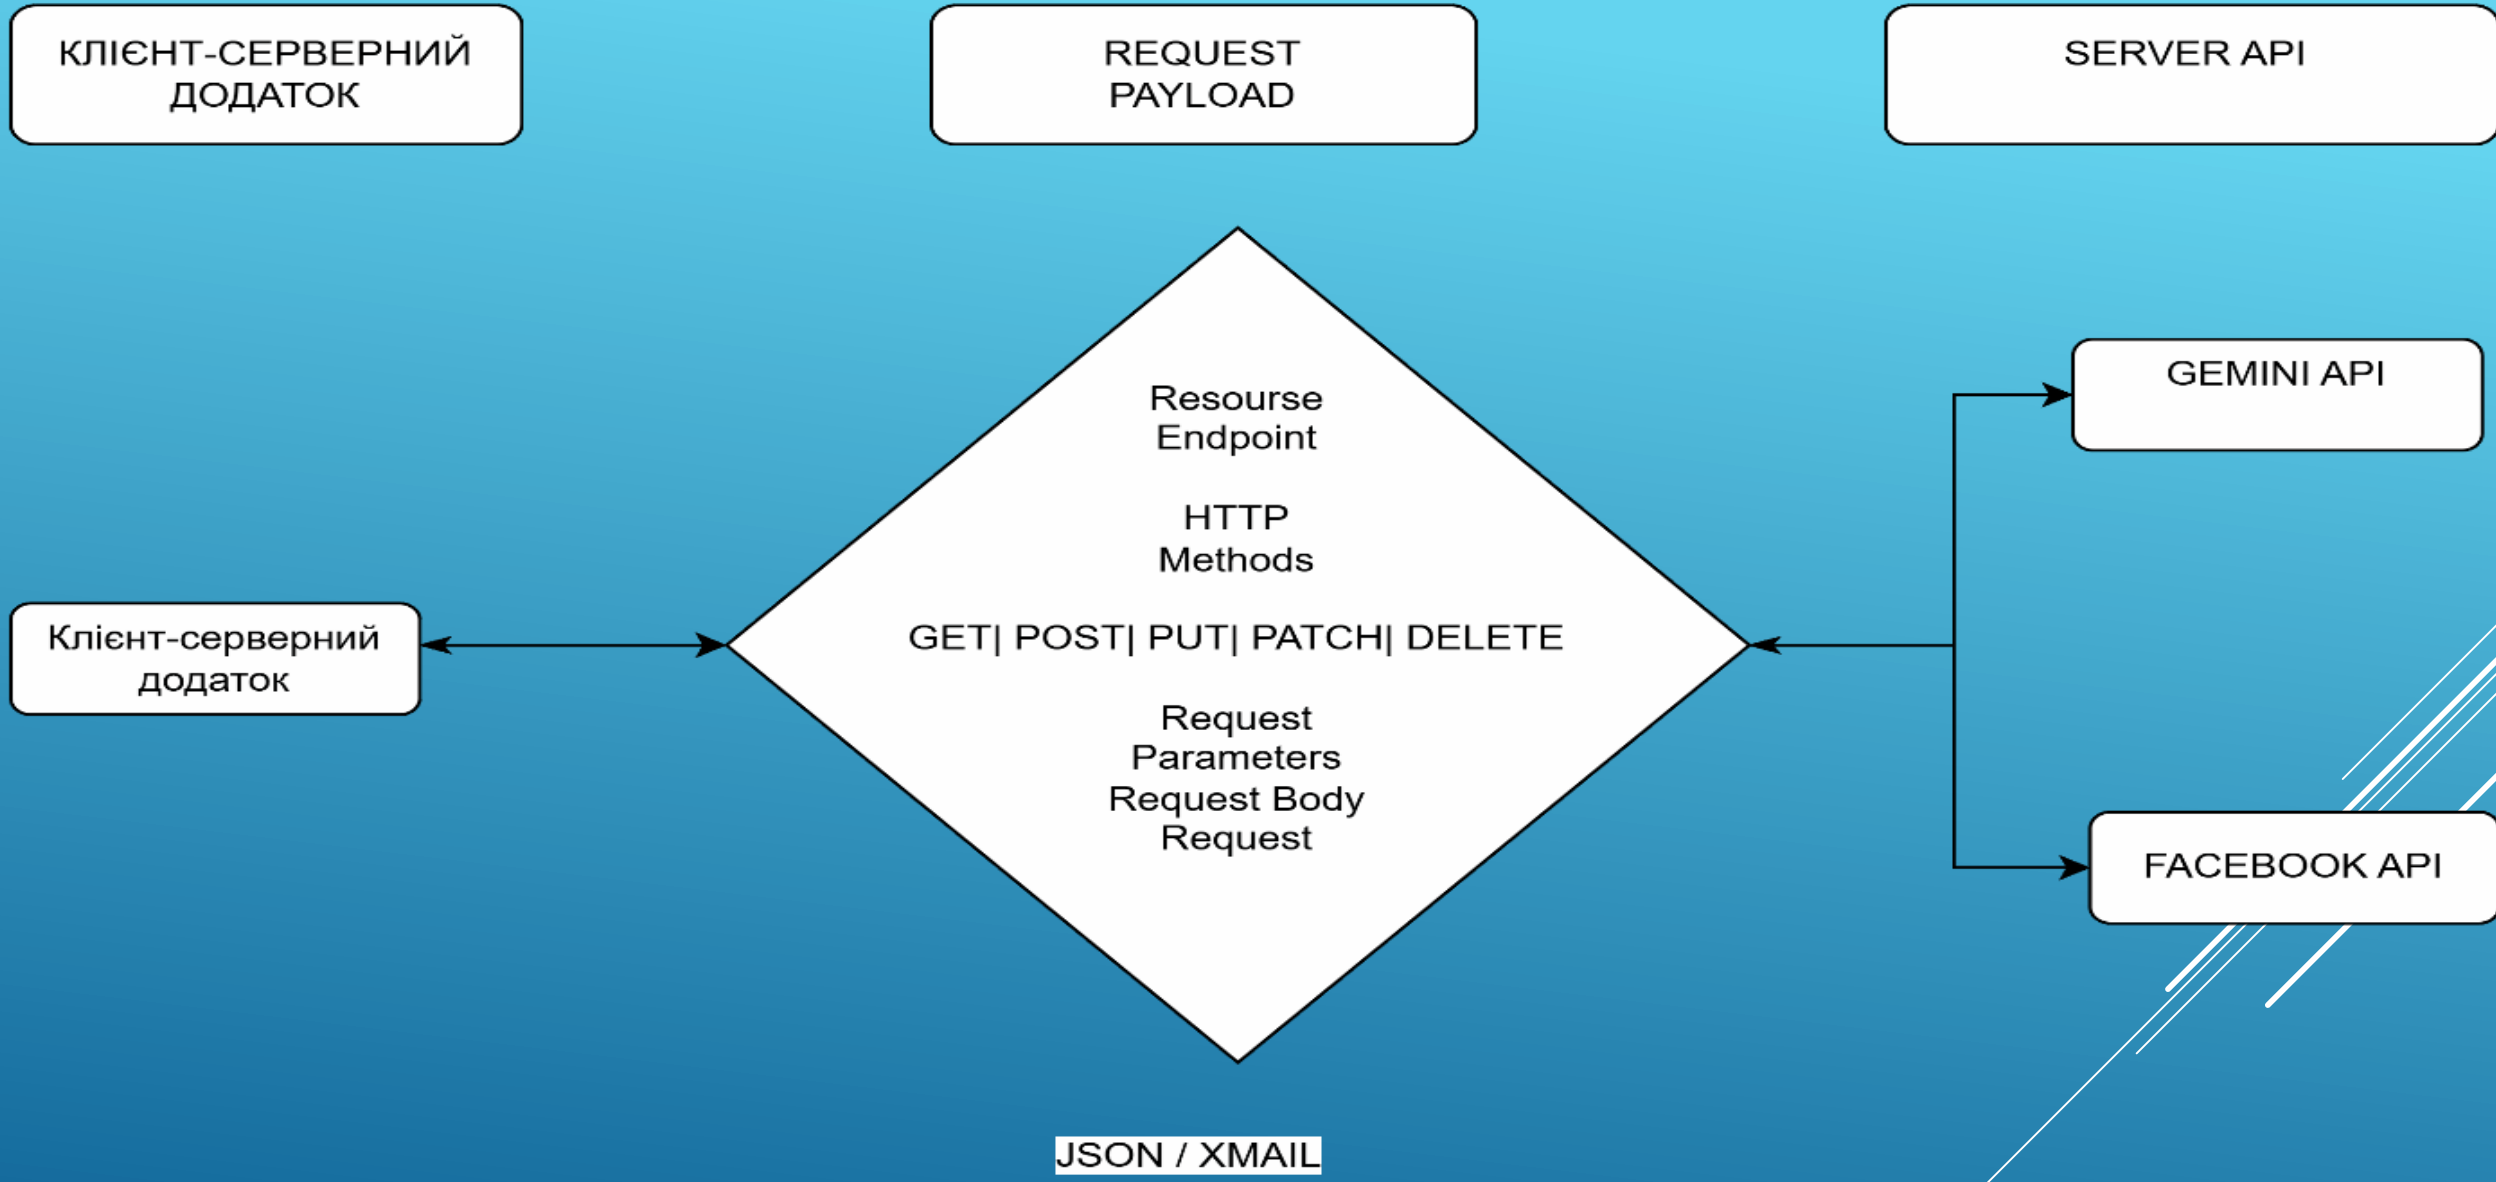 КЛІЄНТ-СЕРВЕРНИЙ
ДОДАТОК
REQUEST
PAYLOAD
SERVER API
Resourse
Endpoint
HTTP
Methods
GET| POST| PUT| PATCH| DELETE
Request
Parameters
Request Body
Request
Клієнт-серверний
додаток
GEMINI API
FACEBOOK API
JSON / XMAIL